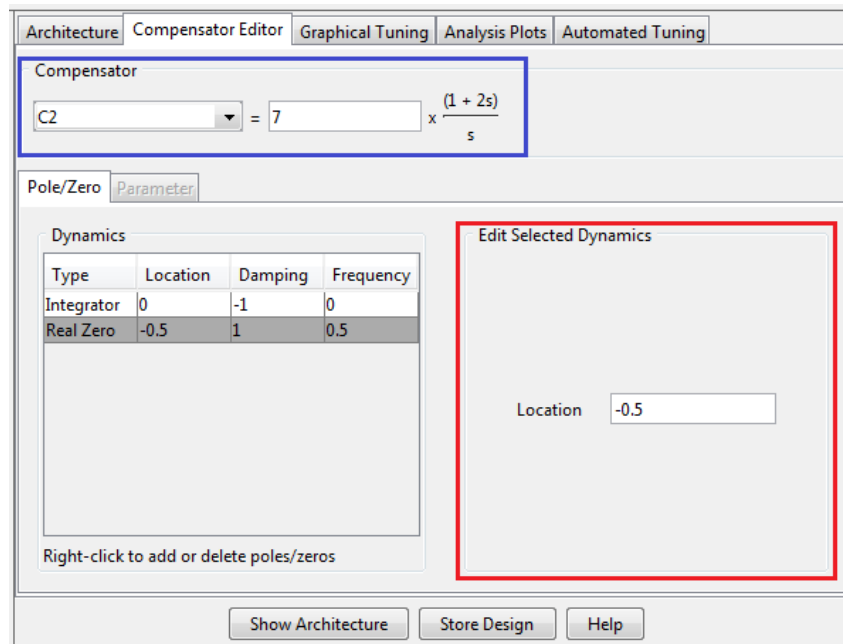 Architecture Compensator Editor Graphical Tuning Analysis Plots Automated Tuning
Compensator
C2 = 7 x (1 + 2s)
s
Pole/Zero Parameter
Dynamics
Type Location Damping Frequency
Integrator 0 -1 0
Real Zero -0.5 1 0.5
Right-click to add or delete poles/zeros
Edit Selected Dynamics
Location -0.5
Show Architecture Store Design Help